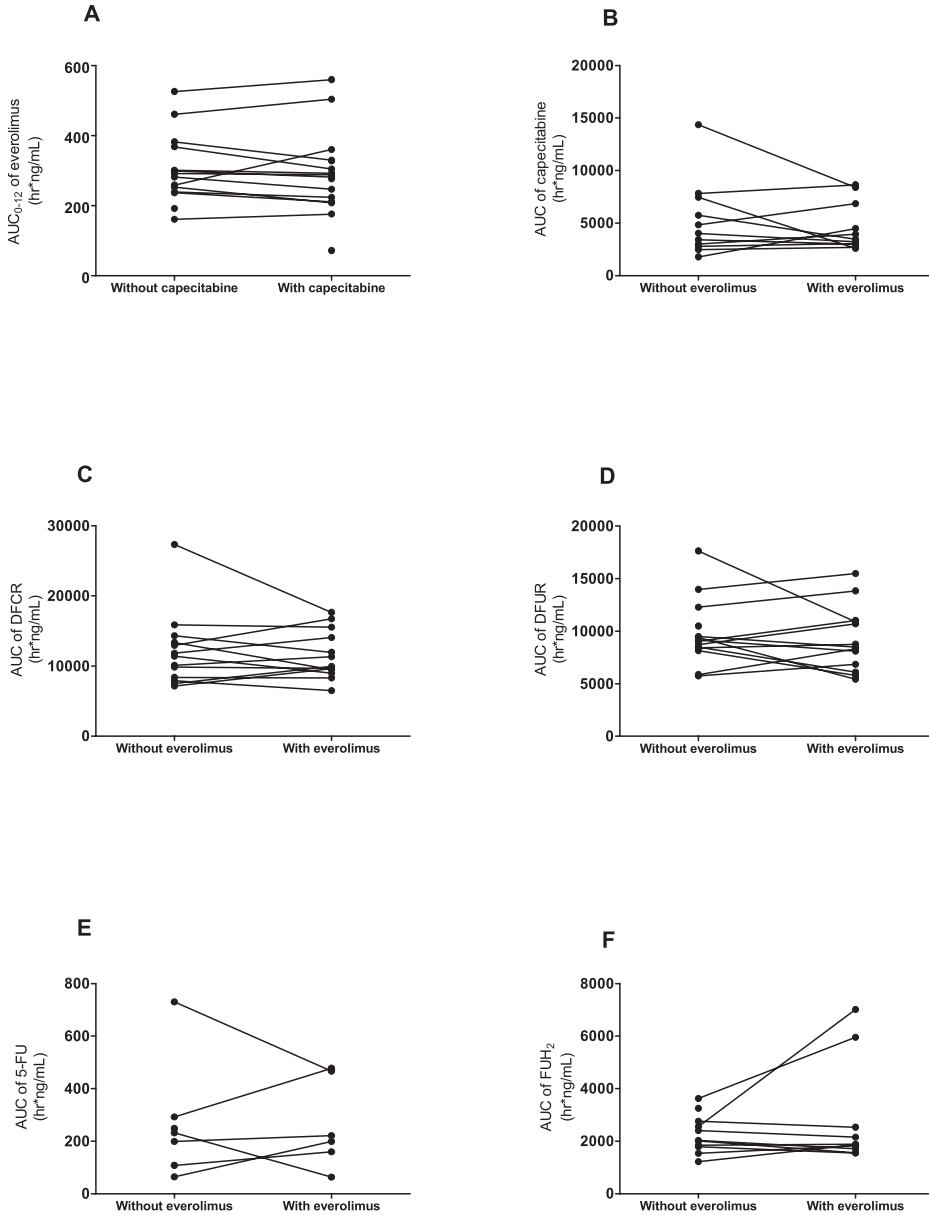 A
AUC0-12 of everolimus
(hr*ng/mL)
600
400
200
0
Without capecitabine
With capecitabine
B
AUC of capecitabine
(hr*ng/mL)
20000
15000
10000
5000
0
Without everolimus
With everolimus
C
AUC of DFCR
(hr*ng/mL)
30000
20000
10000
0
Without everolimus
With everolimus
D
AUC of DFUR
(hr*ng/mL)
20000
15000
10000
5000
0
Without everolimus
With everolimus
E
AUC of 5-FU
(hr*ng/mL)
800
600
400
200
0
Without everolimus
With everolimus
F
AUC of FUH2
(hr*ng/mL)
8000
6000
4000
2000
0
Without everolimus
With everolimus